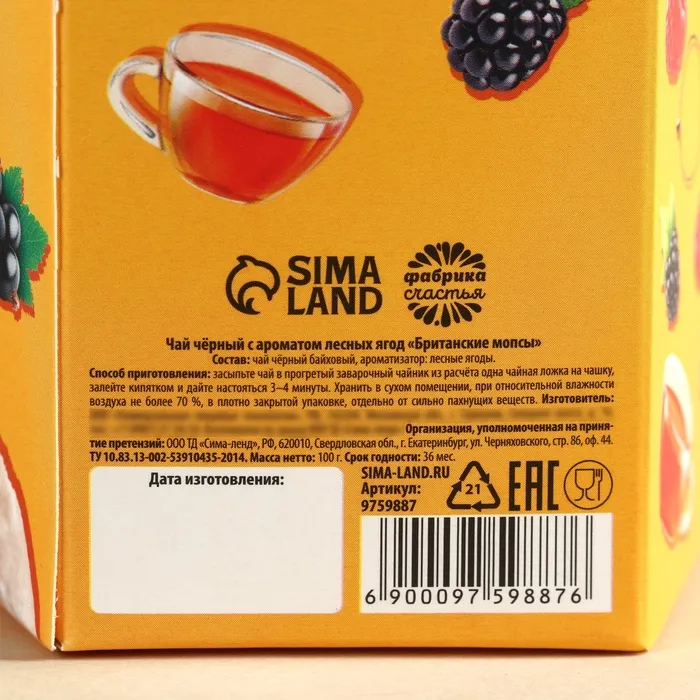 SIMA
LAND
фабрика
счастья
Чай чёрный с ароматом лесных ягод «Британские мопсы»
Состав: чай чёрный байховый, ароматизатор: лесные ягоды.
Способ приготовления: засыпьте чай в прогретый заварочный чайник из расчёта одна чайная ложка на чашку,
залейте кипятком и дайте настояться 3–4 минуты. Хранить в сухом помещении, при относительной влажности
воздуха не более 70 %, в плотно закрытой упаковке, отдельно от сильно пахнущих веществ. Изготовитель:
Организация, уполномоченная на приня-
тие претензий: ООО ТД «Сима-ленд», РФ, 620010, Свердловская обл., г. Екатеринбург, ул. Черняховского, стр. 86, оф. 44.
ТУ 10.83.13-002-53910435-2014. Масса нетто: 100 г. Срок годности: 36 мес.
Дата изготовления:
SIMA-LAND.RU
Артикул:
9759887
21
EAC
6 900097 598876